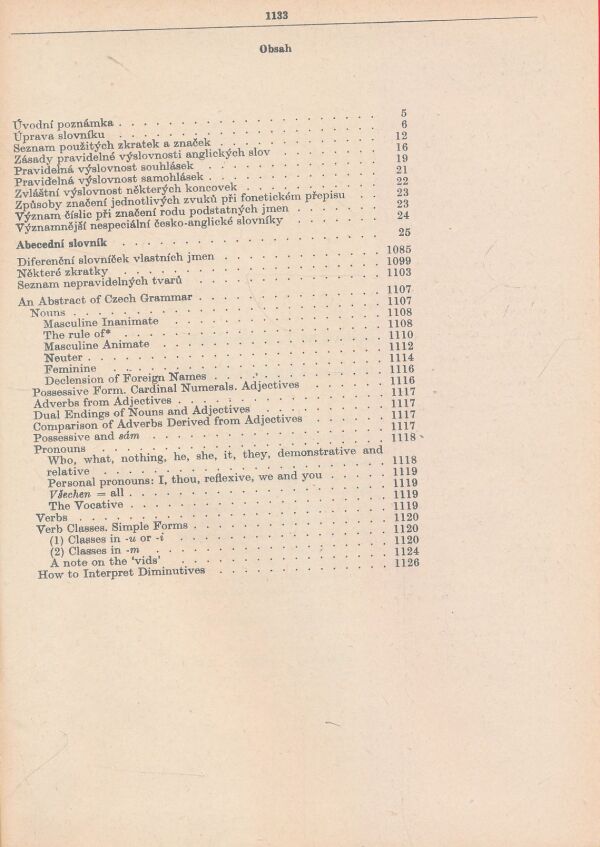 1133
Obsah
Úvodní poznámka . . . . . . . . . . 5
Úprava slovníku . . . . . . . . . . 6
Seznam použitých zkratek a značek . . . . . . . . . . 12
Zásady pravidelné výslovnosti anglických slov . . . . . . . . . . 16
Pravidelná výslovnost souhlásek . . . . . . . . . . 19
Pravidelná výslovnost samohlásek . . . . . . . . . . 21
Zvláštní výslovnost některých koncovek . . . . . . . . . . 22
Způsoby značení jednotlivých zvuků při fonetickém přepisu . . . . . 23
Význam číslic při značení rodu podstatných jmen . . . . . . . . 23
Významnější nespeciální česko-anglické slovníky . . . . . . . . 24
Abecední slovník . . . . . . . . . . 25
Diferenční slovníček vlastních jmen . . . . . . . . . . 1085
Některé zkratky . . . . . . . . . . 1099
Seznam nepravidelných tvarů . . . . . . . . . . 1103
An Abstract of Czech Grammar . . . . . . . . . . 1107
Nouns . . . . . . . . . . 1107
Masculine Inanimate . . . . . . . . . . 1108
The rule of* . . . . . . . . . . 1108
Masculine Animate . . . . . . . . . . 1110
Neuter . . . . . . . . . . 1112
Feminine . . . . . . . . . . 1114
Declension of Foreign Names . . . . . . . . . . 1116
Possessive Form. Cardinal Numerals. Adjectives . . . . . . 1116
Adverbs from Adjectives . . . . . . . . . . 1117
Dual Endings of Nouns and Adjectives . . . . . . . . . . 1117
Comparison of Adverbs Derived from Adjectives . . . . . . 1117
Possessive and sám . . . . . . . . . . 1117
Pronouns . . . . . . . . . . 1118
Who, what, nothing, he, she, it, they, demonstrative and
relative . . . . . . . . . . 1118
Personal pronouns: I, thou, reflexive, we and you . . . . . 1119
Všechen = all . . . . . . . . . . 1119
The Vocative . . . . . . . . . . 1119
Verbs . . . . . . . . . . 1119
Verb Classes. Simple Forms . . . . . . . . . . 1120
(1) Classes in -u or -i . . . . . . . . . . 1120
(2) Classes in -m . . . . . . . . . . 1120
A note on the ‘vids’ . . . . . . . . . . 1124
How to Interpret Diminutives . . . . . . . . . . 1126